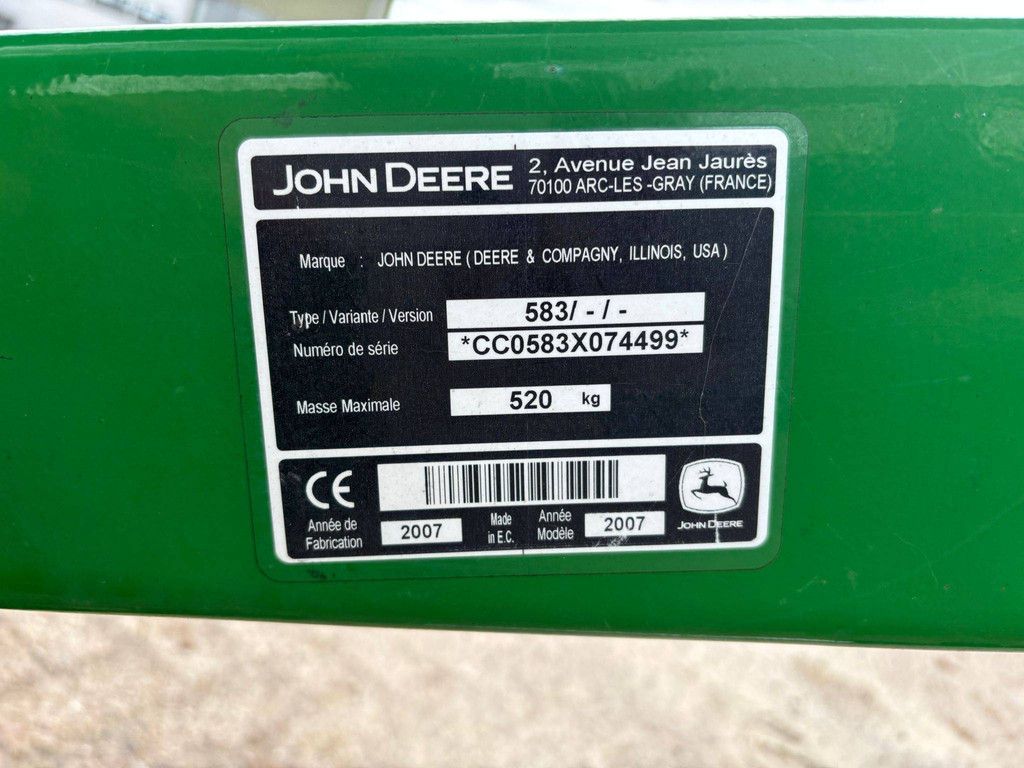 JOHN DEERE
2, Avenue Jean Jaurès
70100 ARC-LES -GRAY (FRANCE)
Marque : JOHN DEERE ( DEERE & COMPAGNY, ILLINOIS, USA )
Type / Variante / Version 583/ - / -
Numéro de série *CC0583X074499*
Masse Maximale 520 kg
CE
Année de Fabrication 2007
Made in E.C.
Année Modèle 2007
JOHN DEERE